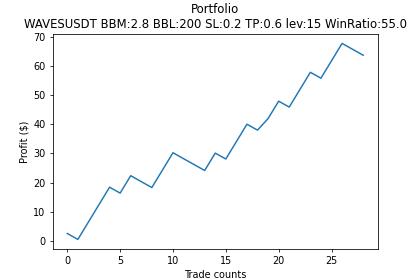 Portfolio
WAVESUSDT BBM:2.8 BBL:200 SL:0.2 TP:0.6 lev:15 WinRatio:55.0
70
60
50
40
30
20
10
0
Profit ($)
0 5 10 15 20 25
Trade counts